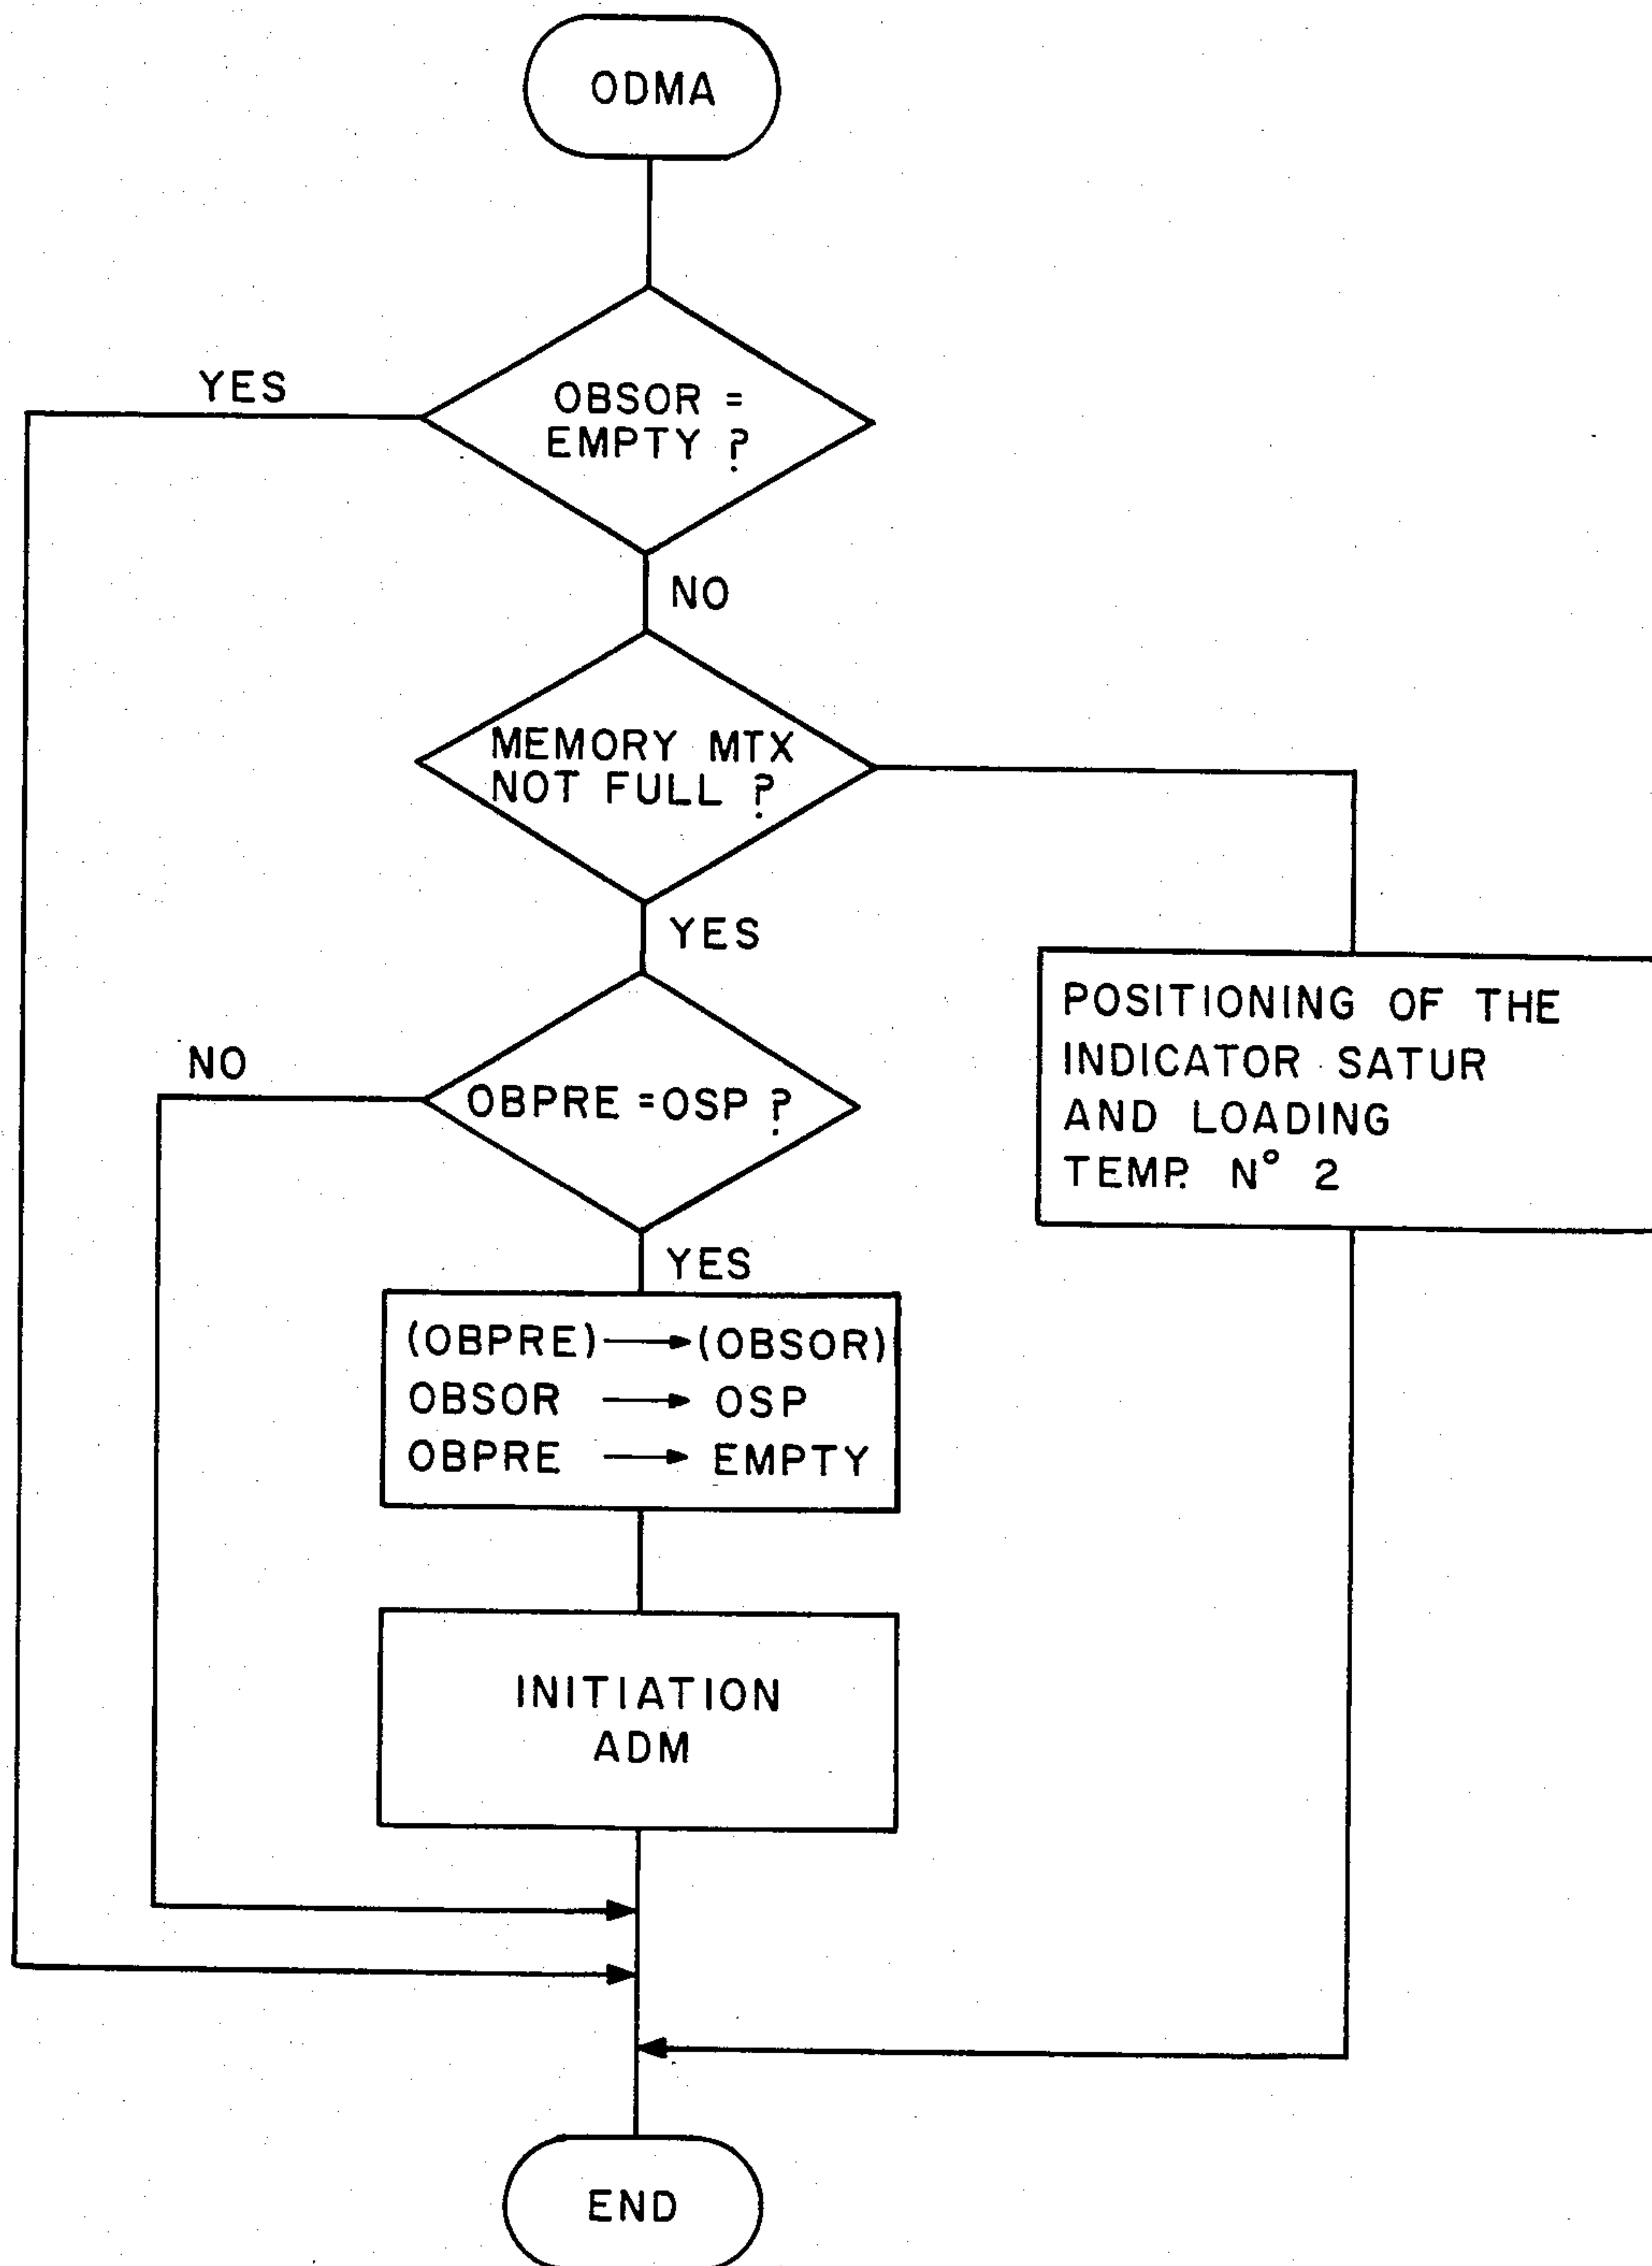 ODMA
YES
OBSOR =
EMPTY ?
NO
MEMORY MTX
NOT FULL ?
YES
NO
OBPRE =OSP ?
POSITIONING OF THE
INDICATOR SATUR
AND LOADING
TEMP. N° 2
YES
(OBPRE) → (OBSOR)
OBSOR → OSP
OBPRE → EMPTY
INITIATION
ADM
END